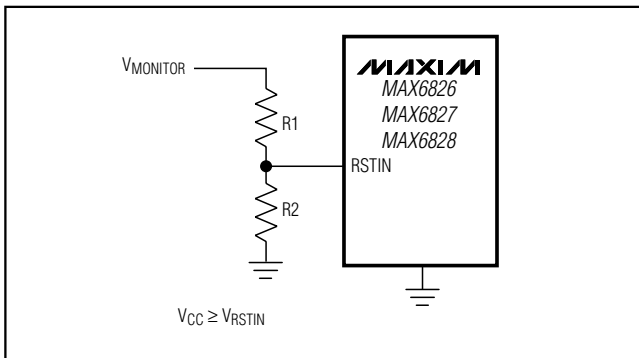 VMONITOR
R1
R2
MAXIM
MAX6826
MAX6827
MAX6828
RSTIN
VCC ≥ VRSTIN